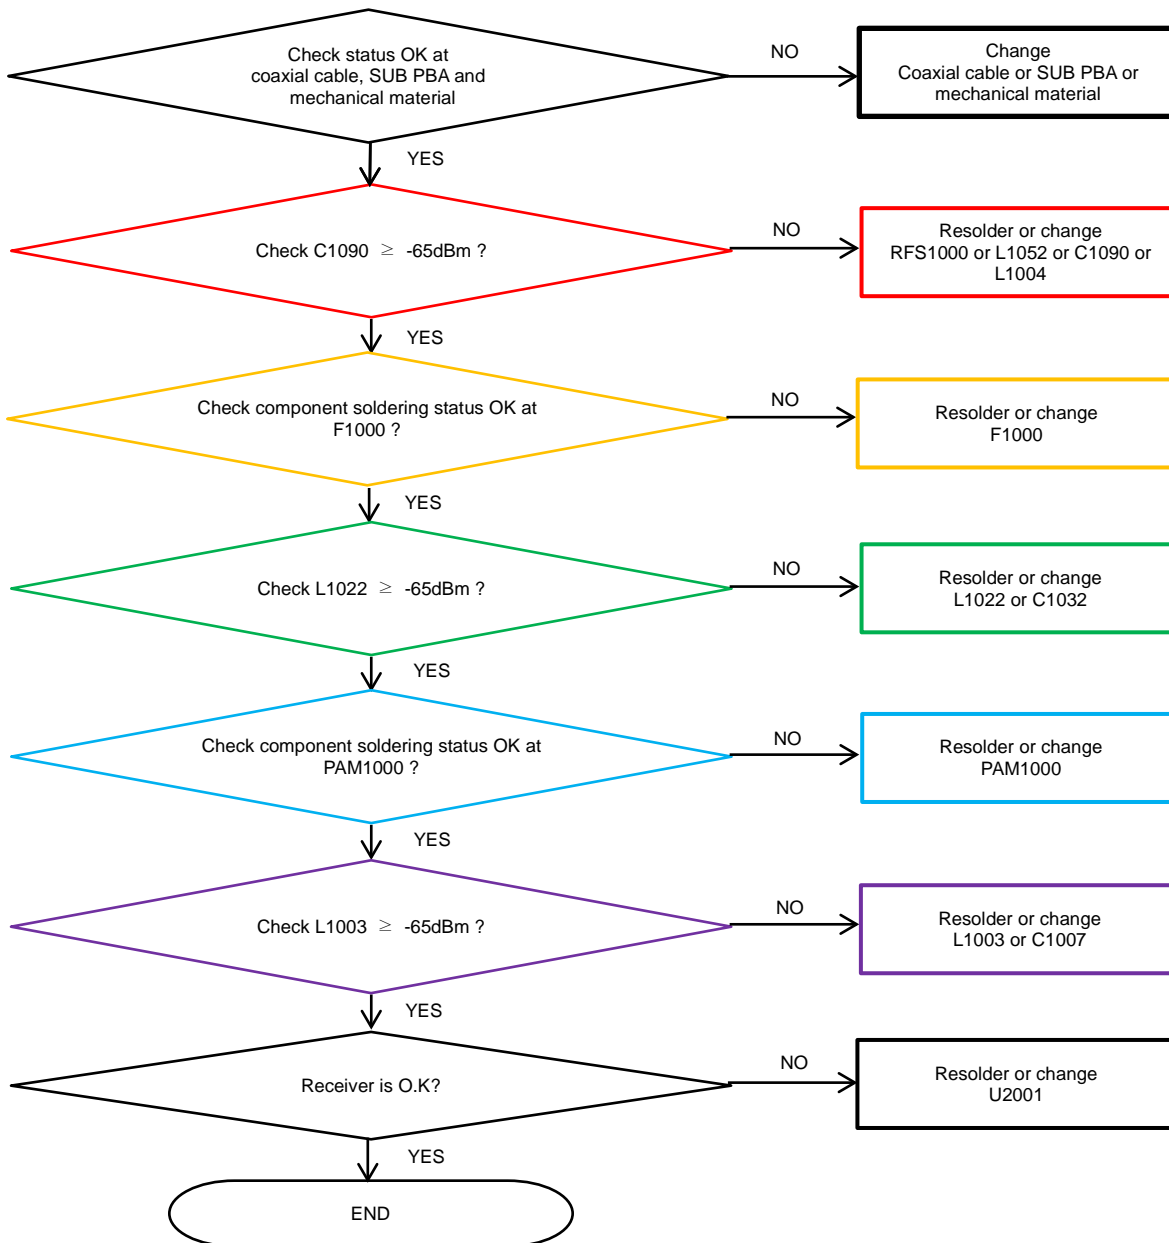 Check status OK at
coaxial cable, SUB PBA and
mechanical material
NO
Change
Coaxial cable or SUB PBA or
mechanical material
YES
Check C1090 ≥ -65dBm ?
NO
Resolder or change
RFS1000 or L1052 or C1090 or
L1004
YES
Check component soldering status OK at
F1000 ?
NO
Resolder or change
F1000
YES
Check L1022 ≥ -65dBm ?
NO
Resolder or change
L1022 or C1032
YES
Check component soldering status OK at
PAM1000 ?
NO
Resolder or change
PAM1000
YES
Check L1003 ≥ -65dBm ?
NO
Resolder or change
L1003 or C1007
YES
Receiver is O.K?
NO
Resolder or change
U2001
YES
END